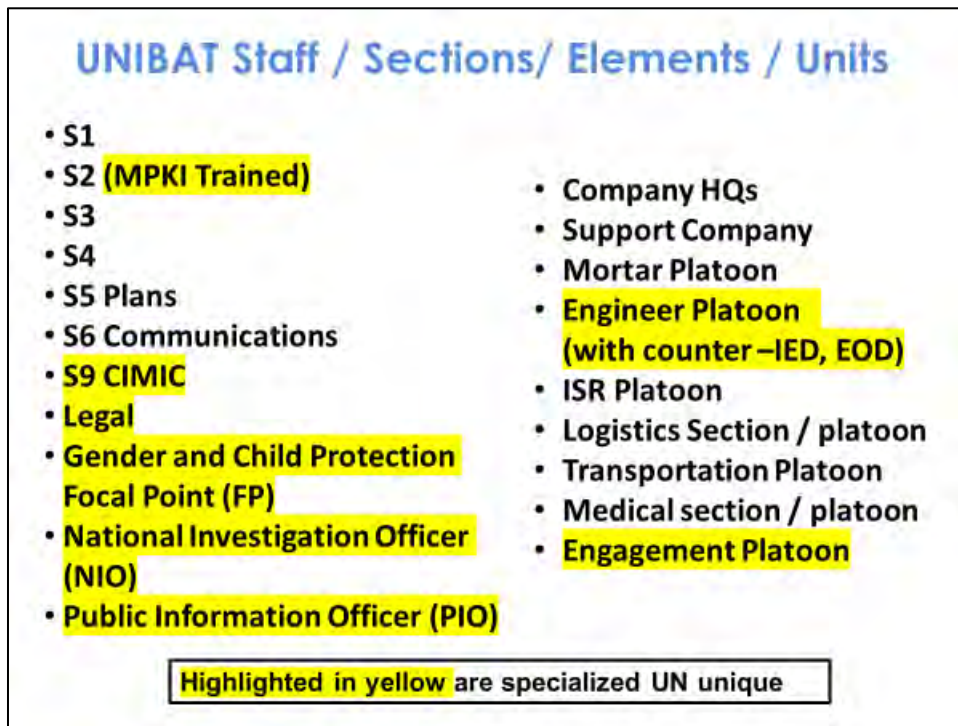 UNIBAT Staff / Sections/ Elements / Units
• S1
• S2 (MPKI Trained)
• S3
• S4
• S5 Plans
• S6 Communications
• S9 CIMIC
• Legal
• Gender and Child Protection
Focal Point (FP)
• National Investigation Officer
(NIO)
• Public Information Officer (PIO)
• Company HQs
• Support Company
• Mortar Platoon
• Engineer Platoon
(with counter –IED, EOD)
• ISR Platoon
• Logistics Section / platoon
• Transportation Platoon
• Medical section / platoon
• Engagement Platoon
Highlighted in yellow are specialized UN unique